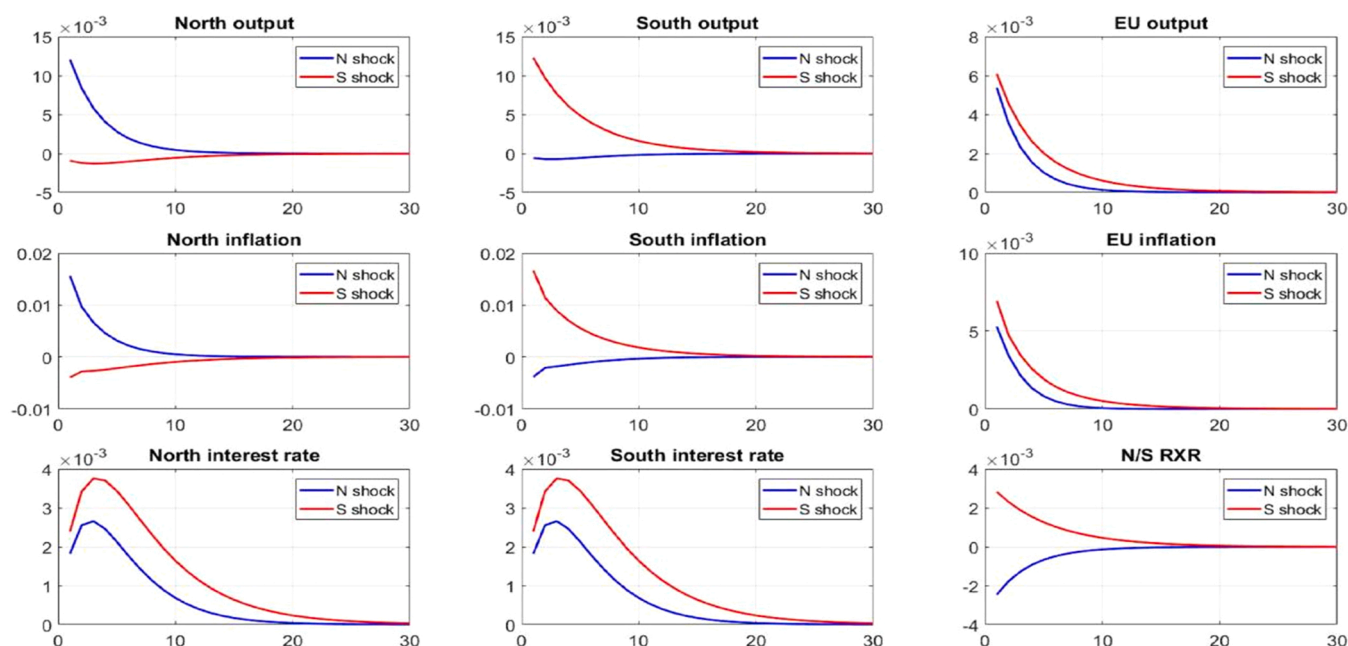 North output
×10⁻³
15
10
5
0
-5
0 10 20 30
N shock
S shock
South output
×10⁻³
15
10
5
0
-5
0 10 20 30
N shock
S shock
EU output
×10⁻³
8
6
4
2
0
0 10 20 30
N shock
S shock
North inflation
0.02
0.01
0
-0.01
0 10 20 30
N shock
S shock
South inflation
0.02
0.01
0
-0.01
0 10 20 30
N shock
S shock
EU inflation
×10⁻³
10
5
0
0 10 20 30
N shock
S shock
North interest rate
×10⁻³
4
3
2
1
0
0 10 20 30
N shock
S shock
South interest rate
×10⁻³
4
3
2
1
0
0 10 20 30
N shock
S shock
N/S RXR
×10⁻³
4
2
0
-2
-4
0 10 20 30
N shock
S shock